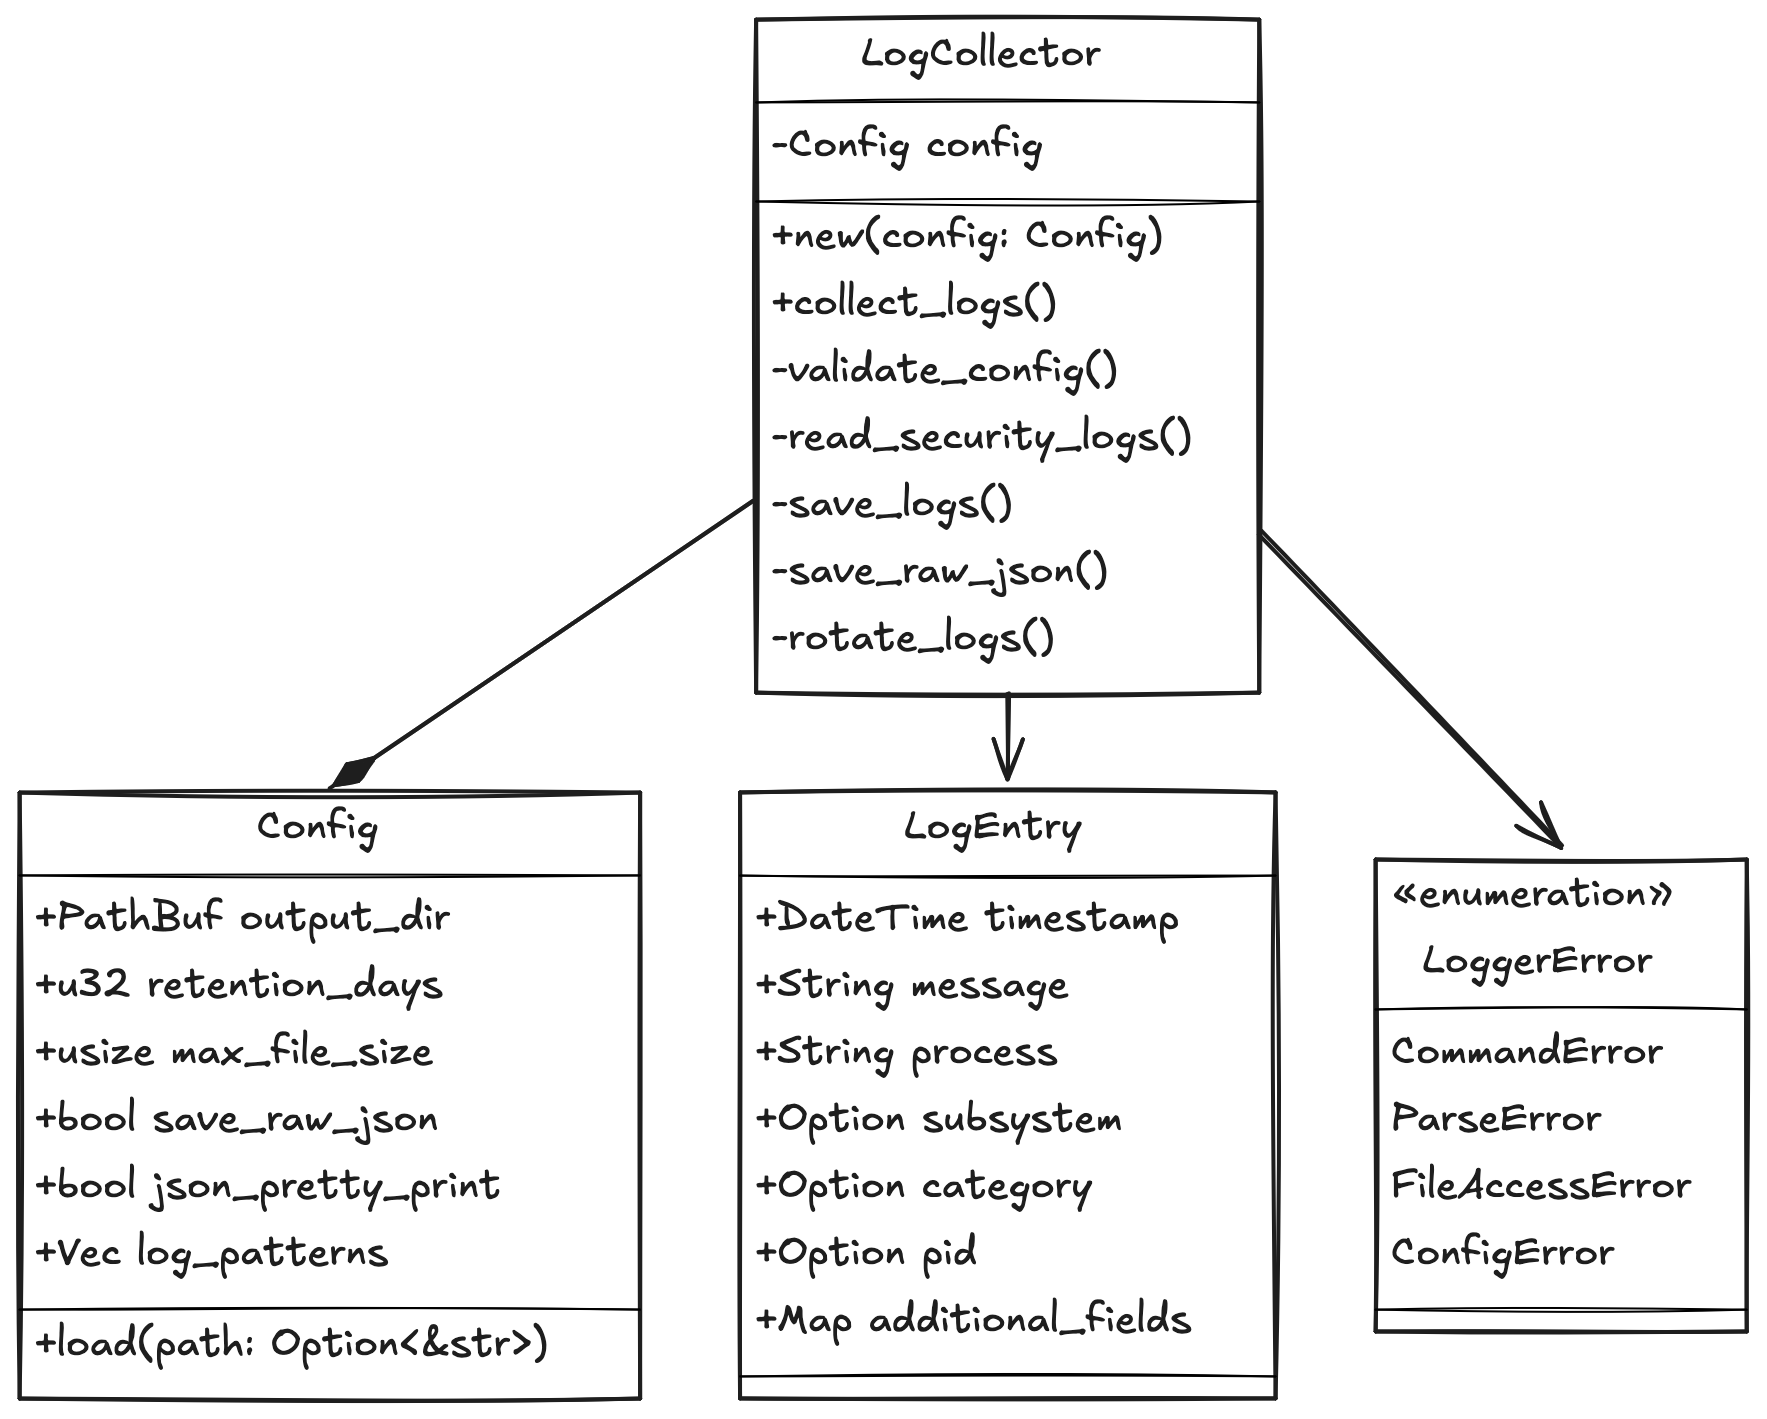 LogCollector
-Config config
+new(config: Config)
+collect_logs()
-validate_config()
-read_security_logs()
-save_logs()
-save_raw_json()
-rotate_logs()
Config
+PathBuf output_dir
+u32 retention_days
+usize max_file_size
+bool save_raw_json
+bool json_pretty_print
+Vec log_patterns
+load(path: Option<&str>)
LogEntry
+DateTime timestamp
+String message
+String process
+Option subsystem
+Option category
+Option pid
+Map additional_fields
«enumeration»
LoggerError
CommandError
ParseError
FileAccessError
ConfigError